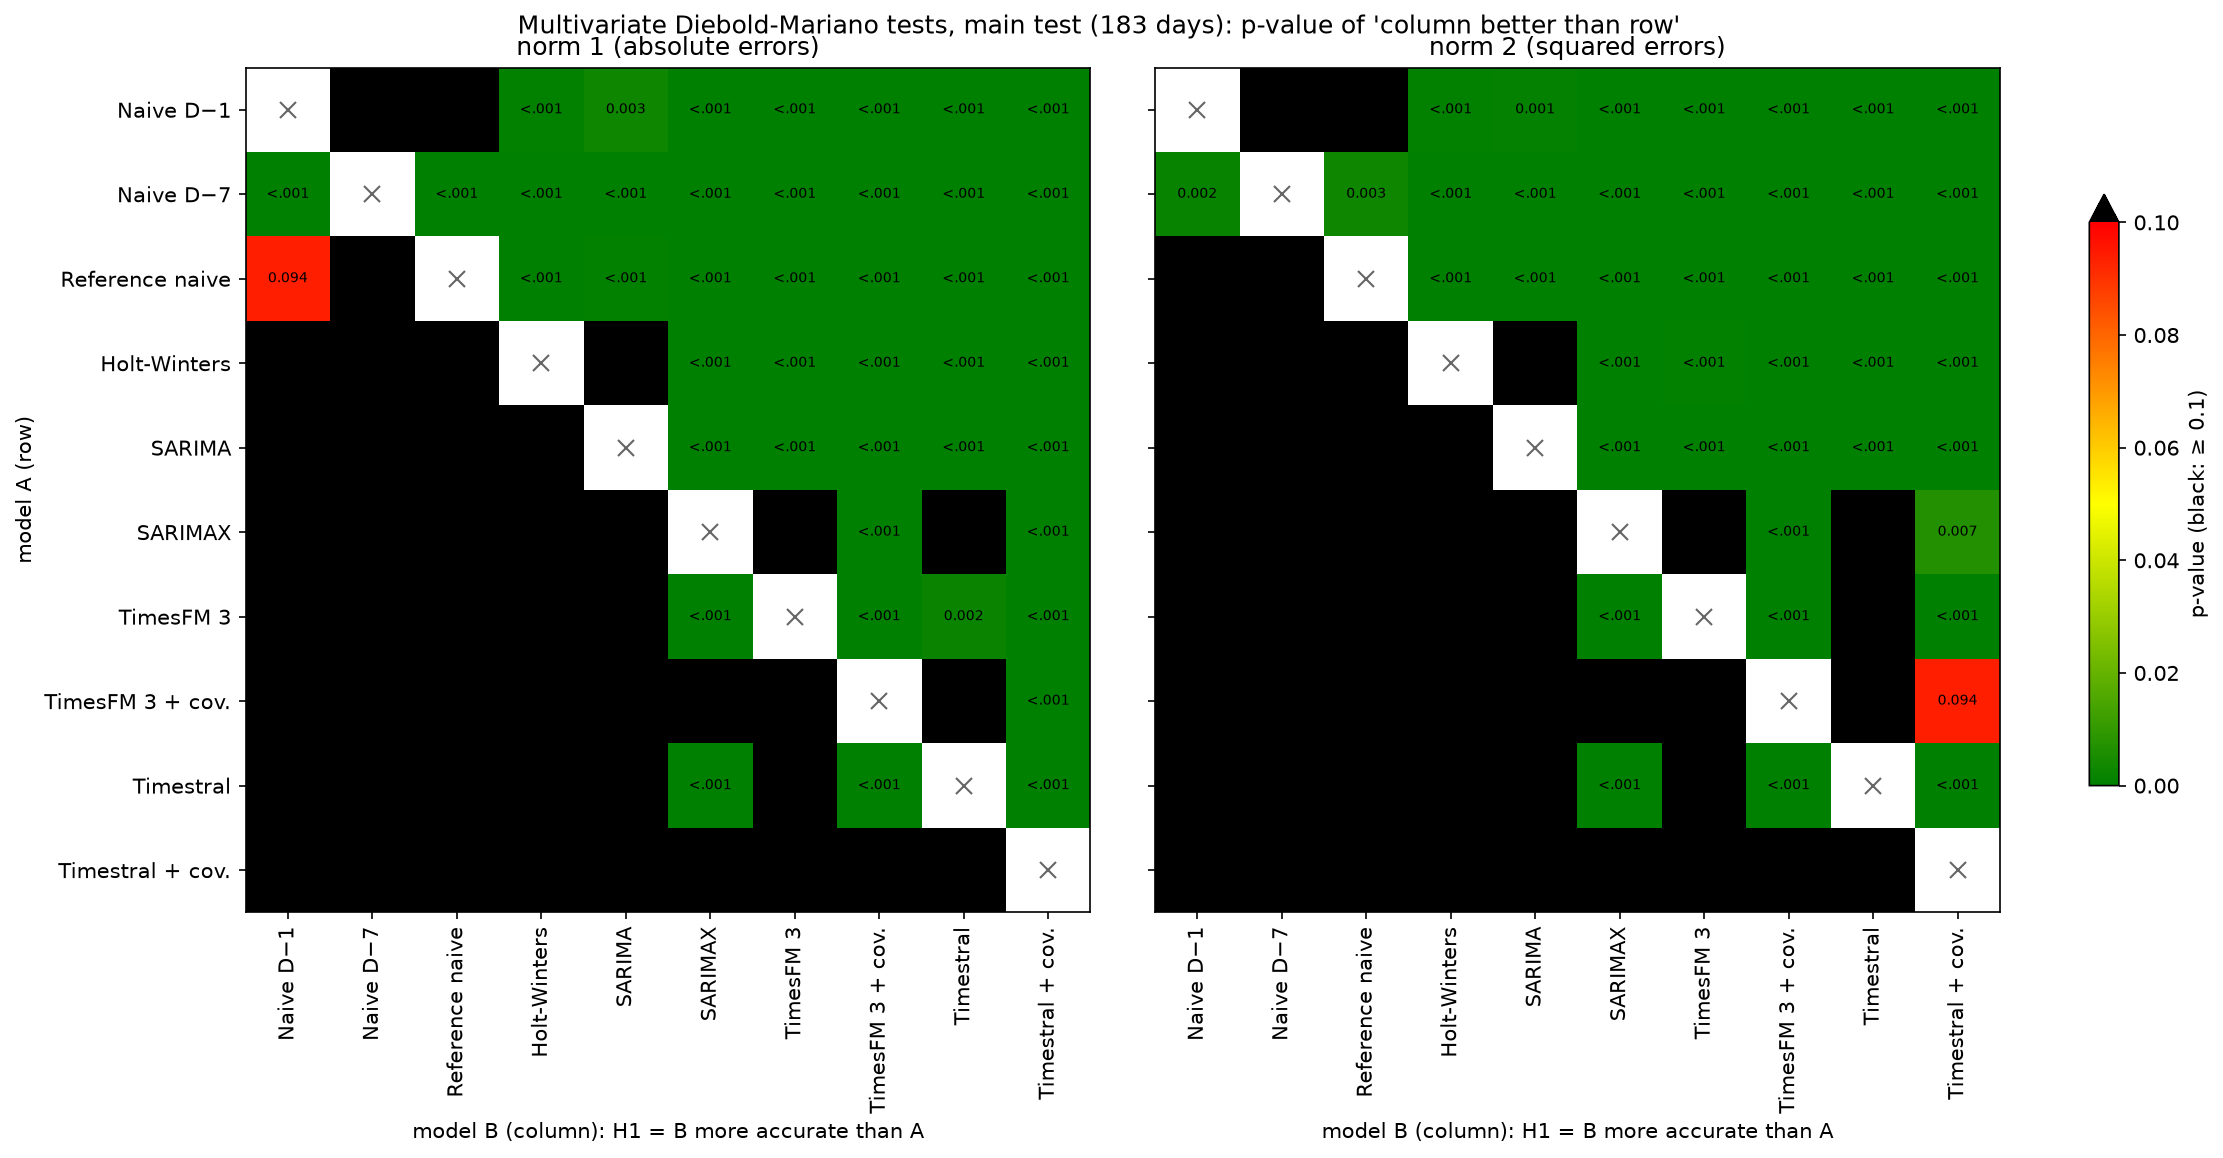 Multivariate Diebold-Mariano tests, main test (183 days): p-value of 'column better than row'
norm 1 (absolute errors)
norm 2 (squared errors)
model A (row)
Naive D−1
<.001 0.003 <.001 <.001 <.001 <.001 <.001
<.001 0.001 <.001 <.001 <.001 <.001 <.001
Naive D−7
<.001 <.001 <.001 <.001 <.001 <.001 <.001 <.001 <.001
0.002 0.003 <.001 <.001 <.001 <.001 <.001 <.001 <.001
Reference naive
0.094 <.001 <.001 <.001 <.001 <.001 <.001 <.001
<.001 <.001 <.001 <.001 <.001 <.001 <.001
Holt-Winters
<.001 <.001 <.001 <.001 <.001
<.001 <.001 <.001 <.001 <.001
SARIMA
<.001 <.001 <.001 <.001 <.001
<.001 <.001 <.001 <.001 <.001
SARIMAX
<.001 <.001
<.001 0.007
TimesFM 3
<.001 <.001 0.002 <.001
<.001 <.001 <.001
TimesFM 3 + cov.
<.001
0.094
Timestral
<.001 <.001 <.001
<.001 <.001 <.001
Timestral + cov.
Naive D−1
Naive D−7
Reference naive
Holt-Winters
SARIMA
SARIMAX
TimesFM 3
TimesFM 3 + cov.
Timestral
Timestral + cov.
model B (column): H1 = B more accurate than A
Naive D−1
Naive D−7
Reference naive
Holt-Winters
SARIMA
SARIMAX
TimesFM 3
TimesFM 3 + cov.
Timestral
Timestral + cov.
model B (column): H1 = B more accurate than A
0.10
0.08
0.06
0.04
0.02
0.00
p-value (black: ≥ 0.1)